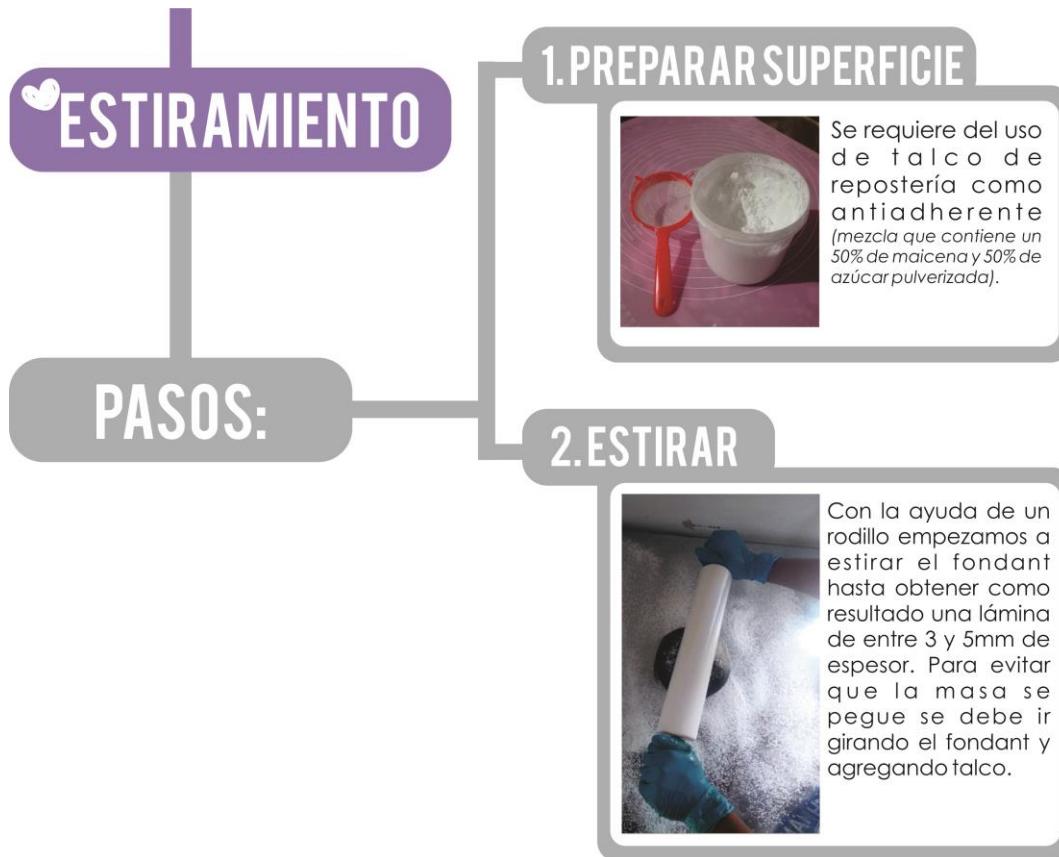 ESTIRAMIENTO
PASOS:
1. PREPARAR SUPERFICIE
Se requiere del uso
de talco de
repostería como
antiadherente
(mezcla que contiene un
50% de maicena y 50% de
azúcar pulverizada).
2. ESTIRAR
Con la ayuda de un
rodillo empezamos a
estirar el fondant
hasta obtener como
resultado una lámina
de entre 3 y 5mm de
espesor. Para evitar
que la masa se
pegue se debe ir
girando el fondant y
agregando talco.